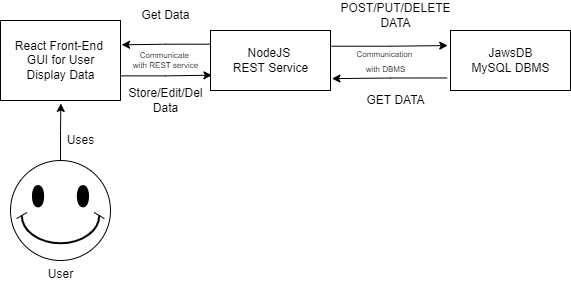 POST/PUT/DELETE
DATA
Get Data
React Front-End
GUI for User
Display Data
Communicate
with REST service
NodeJS
REST Service
Communication
with DBMS
JawsDB
MySQL DBMS
Store/Edit/Del
Data
GET DATA
Uses
User